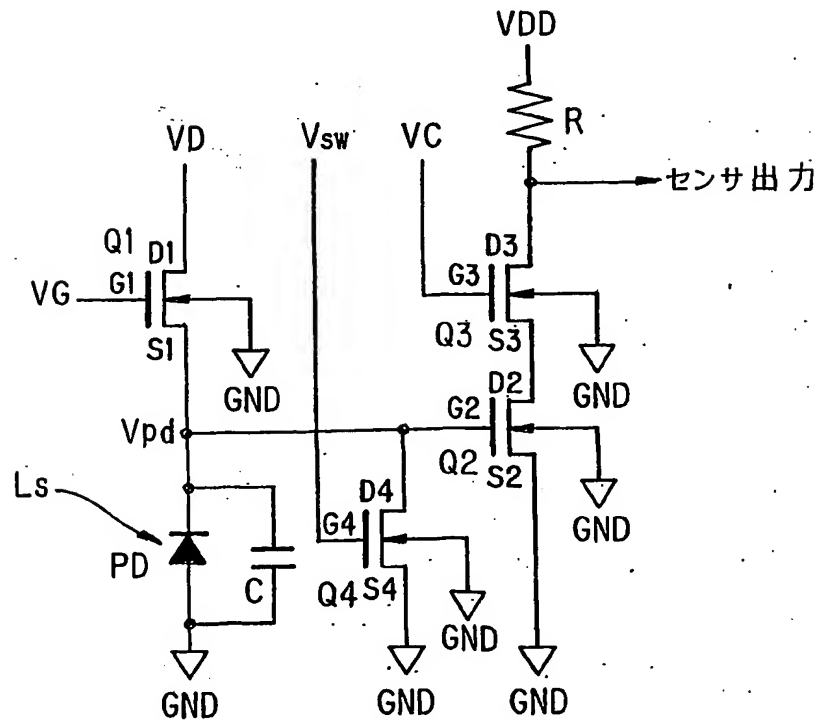 VDD
R
VD
Vsw
VC
センサ出力
Q1
D1
G1
VG
S1
GND
D3
G3
Q3
S3
GND
D2
G2
Q2
S2
GND
Vpd
Ls
PD
C
D4
G4
Q4
S4
GND
GND
GND
GND